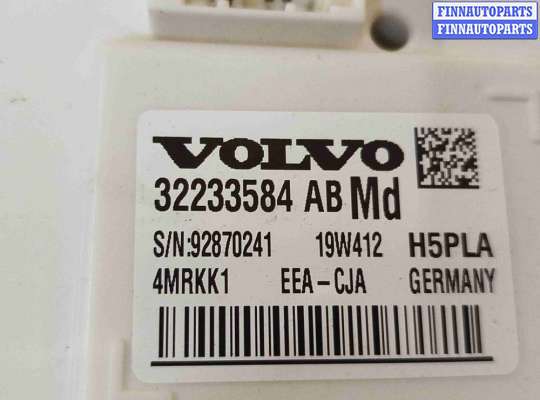 FINNAUTOPARTS
FINNAUTOPARTS
VOLVO
32233584 AB Md
S/N:92870241 19W412 H5PLA
4MRKK1 EEA-CJA GERMANY